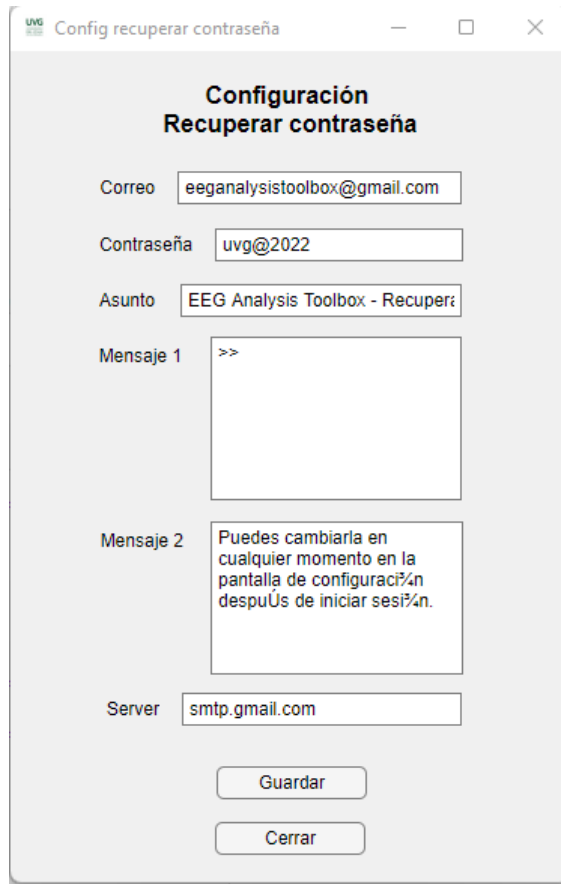 UVG Config recuperar contraseña
Configuración
Recuperar contraseña
Correo eeganalysistoolbox@gmail.com
Contraseña uvg@2022
Asunto EEG Analysis Toolbox - Recupera
Mensaje 1 >>
Mensaje 2 Puedes cambiarla en
cualquier momento en la
pantalla de configuraci¾n
despuÚs de iniciar sesi¾n.
Server smtp.gmail.com
Guardar
Cerrar